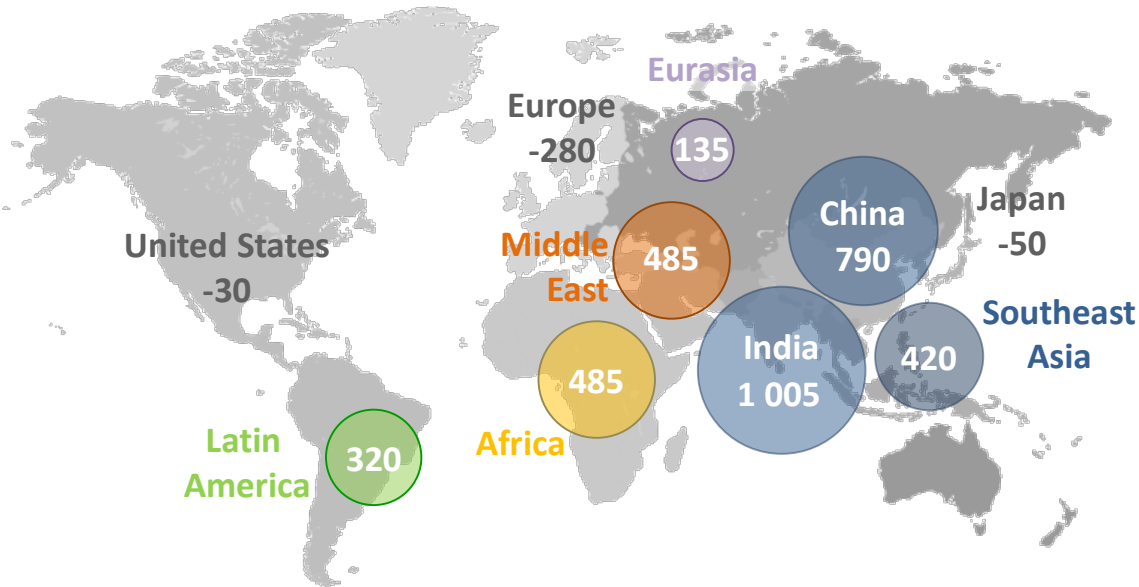 Eurasia
135
Europe
-280
China
790
Japan
-50
United States
-30
Middle
East
485
Southeast
Asia
420
India
1 005
Africa
485
Latin
America
320